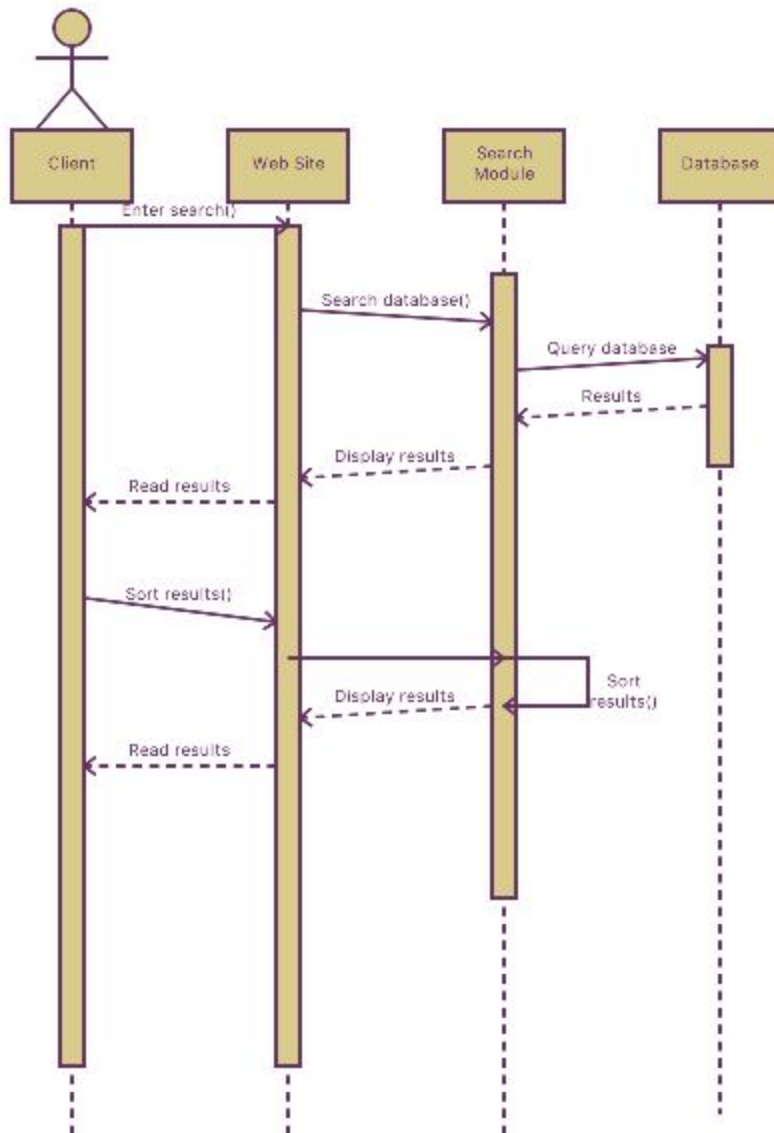 Client
Web Site
Search
Module
Database
Enter search()
Search database()
Query database
Results
Display results
Read results
Sort results()
Sort
results()
Display results
Read results